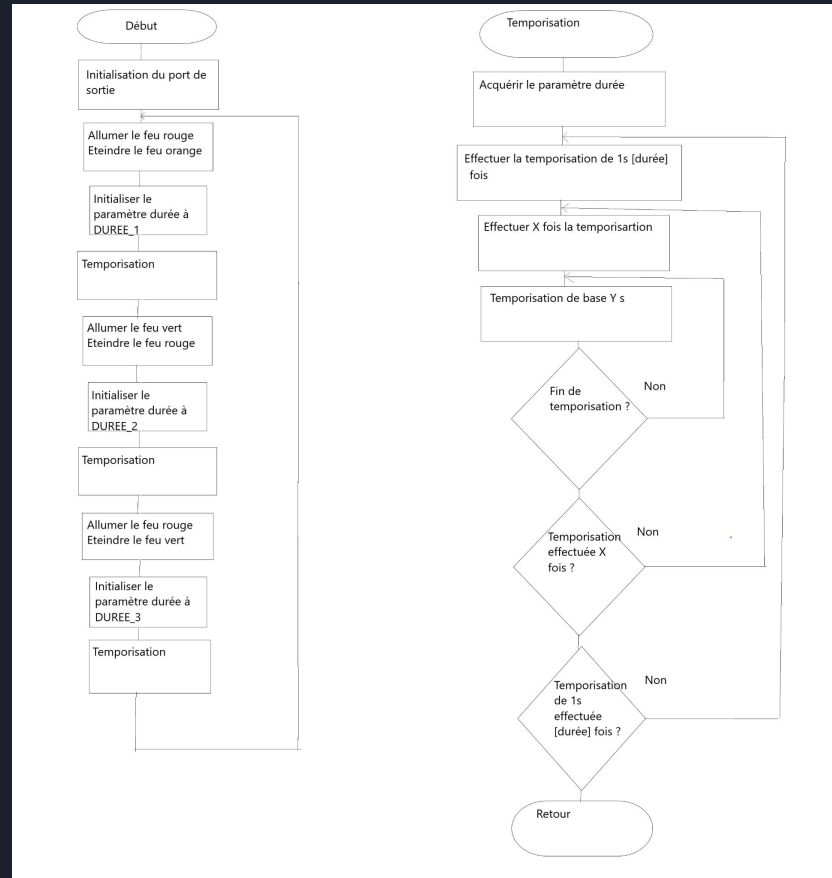 Début
Initialisation du port de
sortie
Allumer le feu rouge
Eteindre le feu orange
Initialiser le
paramètre durée à
DUREE_1
Temporisation
Allumer le feu vert
Eteindre le feu rouge
Initialiser le
paramètre durée à
DUREE_2
Temporisation
Allumer le feu rouge
Eteindre le feu vert
Initialiser le
paramètre durée à
DUREE_3
Temporisation
Temporisation
Acquérir le paramètre durée
Effectuer la temporisation de 1s [durée]
fois
Effectuer X fois la temporisartion
Temporisation de base Y s
Fin de
temporisation ?
Non
Temporisation
effectuée X
fois ?
Non
Temporisation
de 1s
effectuée
[durée] fois ?
Non
Retour